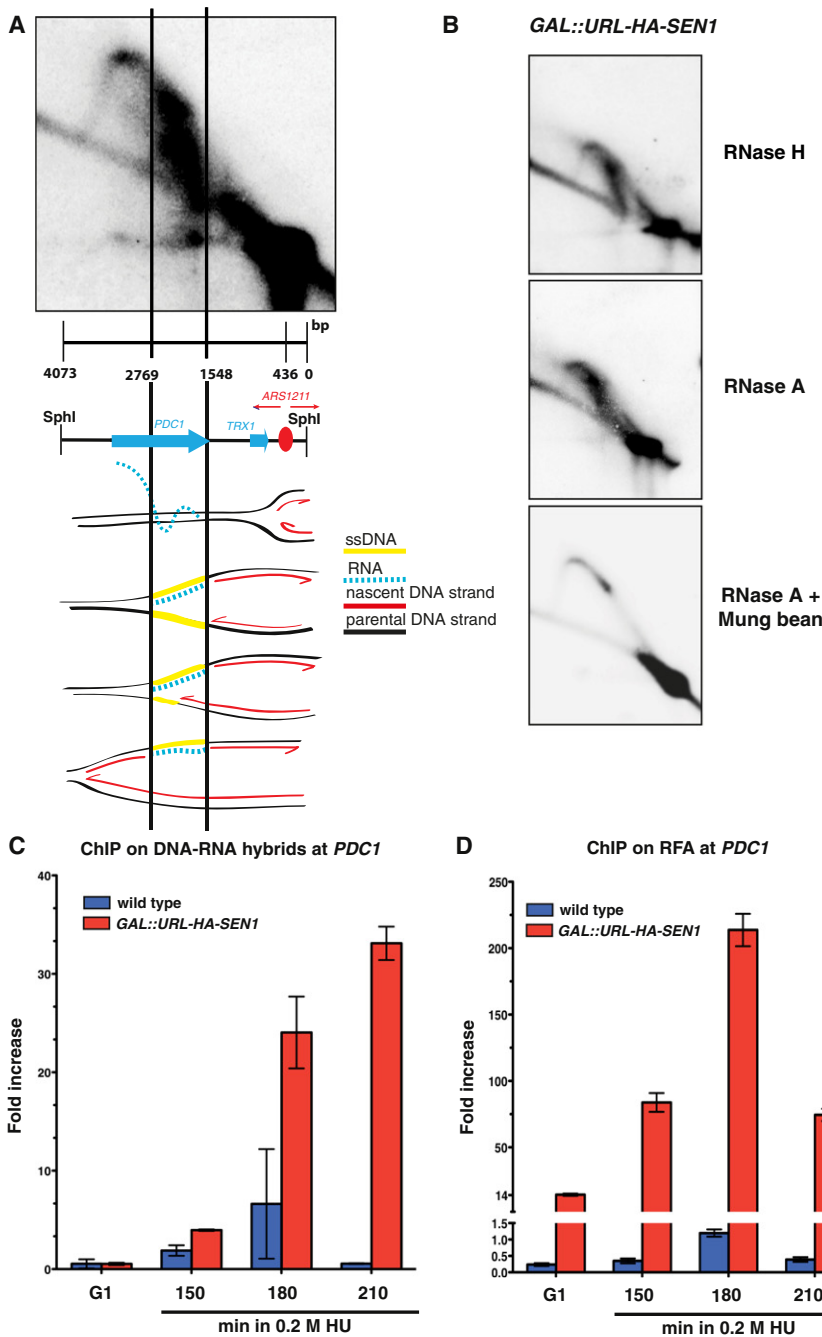 A
bp
4073
2769
1548
436
0
ARS1211
SphI
PDC1
TRX1
SphI
ssDNA
RNA
nascent DNA strand
parental DNA strand
B
GAL::URL-HA-SEN1
RNase H
RNase A
RNase A +
Mung bean
C
ChIP on DNA-RNA hybrids at PDC1
40
wild type
GAL::URL-HA-SEN1
30
20
10
0
Fold increase
G1
150
180
210
min in 0.2 M HU
D
ChIP on RFA at PDC1
250
wild type
GAL::URL-HA-SEN1
200
150
100
50
14
1.5
1.0
0.5
0.0
Fold increase
G1
150
180
210
min in 0.2 M HU